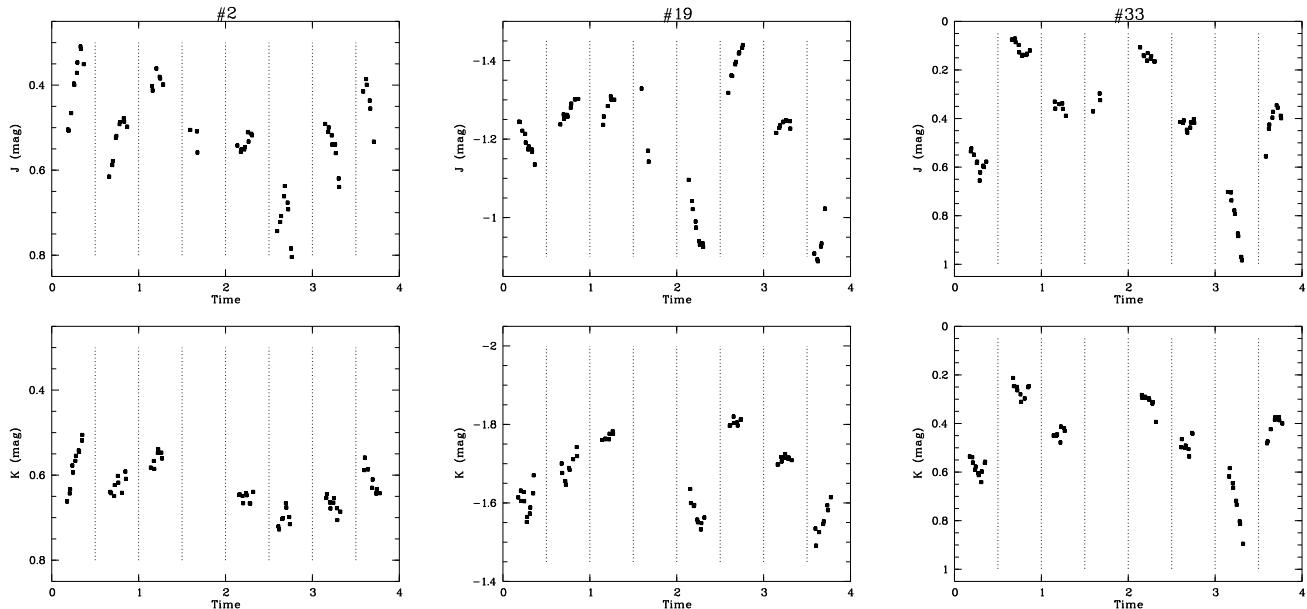 #2 #19 #33
J (mag) J (mag) J (mag)
0.4 −1.4 0
0.6 −1.2 0.2
0.8 −1 0.4
0.6
0.8
1
0 1 2 3 4 0 1 2 3 4 0 1 2 3 4
Time Time Time
K (mag) K (mag) K (mag)
0.4 −2 0
0.6 −1.8 0.2
0.8 −1.6 0.4
−1.4 0.6
0.8
1
0 1 2 3 4 0 1 2 3 4 0 1 2 3 4
Time Time Time